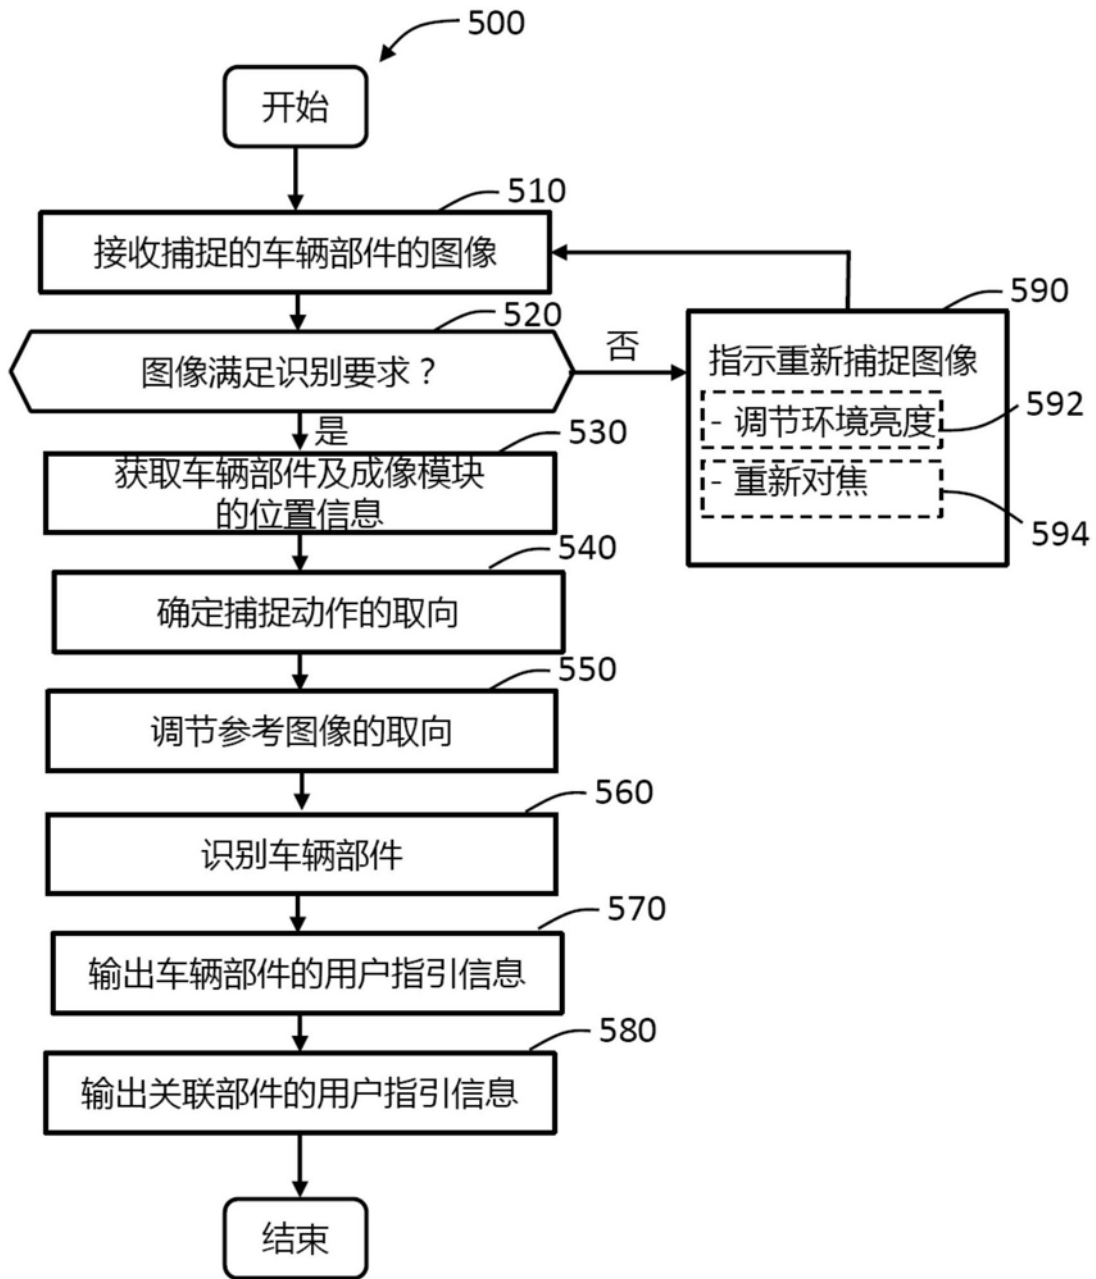 500
开始
510
接收捕捉的车辆部件的图像
520
图像满足识别要求？
否
是
590
指示重新捕捉图像
- 调节环境亮度
592
- 重新对焦
594
530
获取车辆部件及成像模块
的位置信息
540
确定捕捉动作的取向
550
调节参考图像的取向
560
识别车辆部件
570
输出车辆部件的用户指引信息
580
输出关联部件的用户指引信息
结束